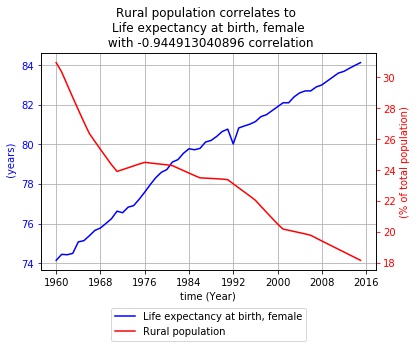 Rural population correlates to
Life expectancy at birth, female
with -0.944913040896 correlation
84
82
80
78
76
74
(years)
30
28
26
24
22
20
18
(% of total population)
1960 1968 1976 1984 1992 2000 2008 2016
time (Year)
Life expectancy at birth, female
Rural population